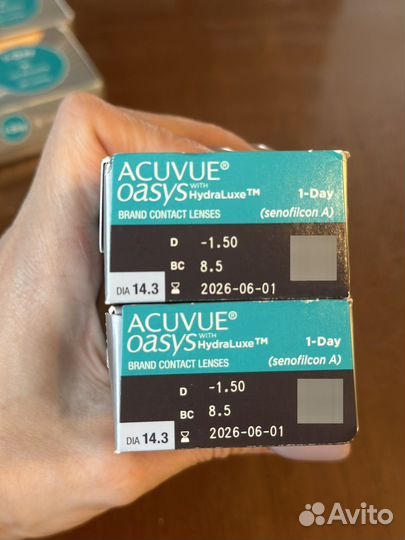 ACUVUE®
OASYS WITH HydraLuxe™ 1-Day
BRAND CONTACT LENSES (senofilcon A)
D -1.50
BC 8.5
DIA 14.3 2026-06-01
ACUVUE®
OASYS WITH HydraLuxe™ 1-Day
BRAND CONTACT LENSES (senofilcon A)
D -1.50
BC 8.5
DIA 14.3 2026-06-01
Avito